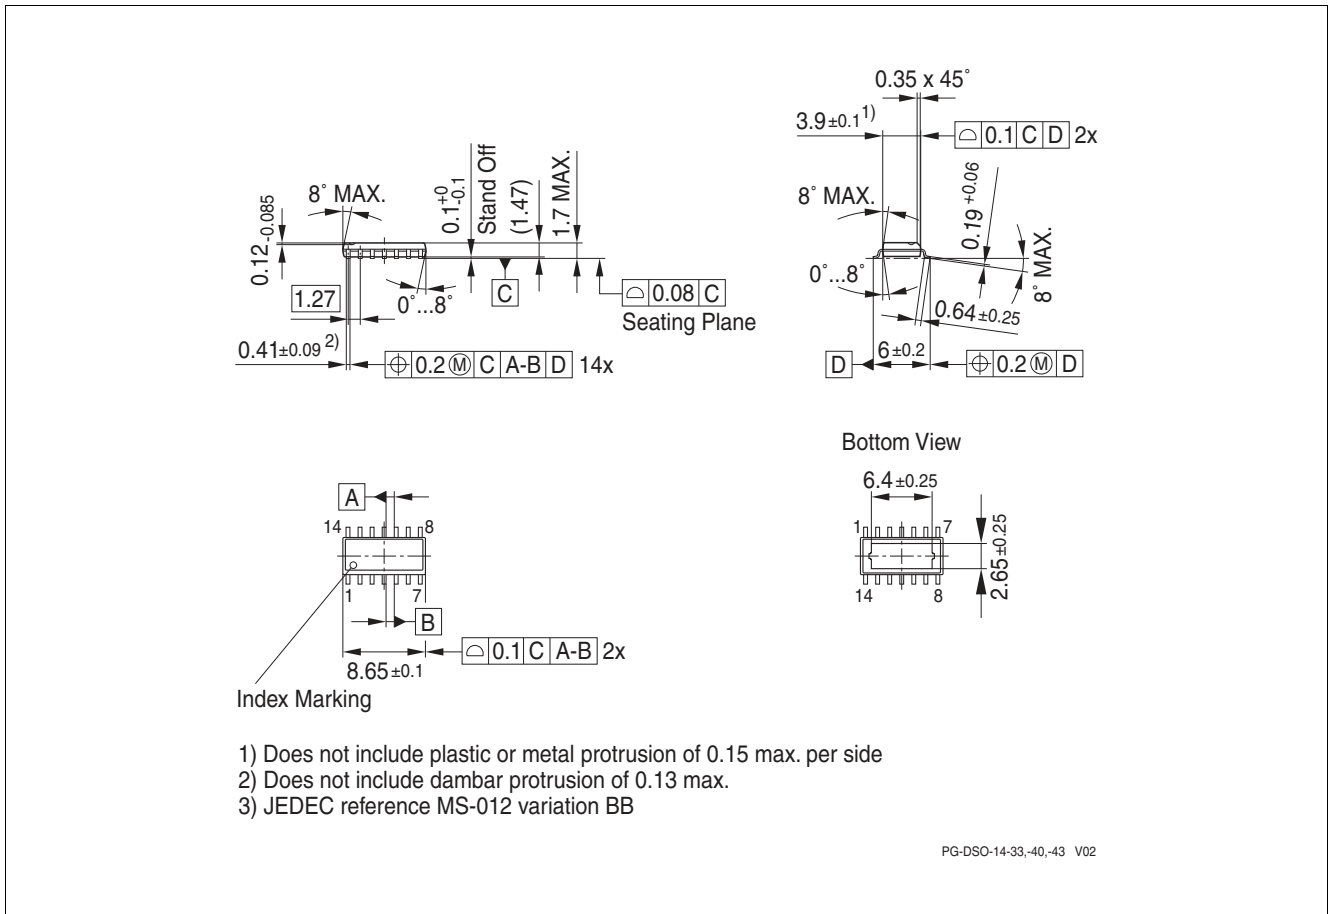 0.35 x 45°
3.9 ±0.1 1)
⌓ 0.1 C D 2x
8° MAX.
0.1 +0 -0.1
Stand Off
(1.47)
1.7 MAX.
0.12 -0.085
8° MAX.
0.19 +0.06
8° MAX.
1.27
0°...8°
C
⌓ 0.08 C
Seating Plane
0°...8°
0.64 ±0.25
0.41 ±0.09 2)
⌖ 0.2 Ⓜ C A-B D 14x
D
6 ±0.2
⌖ 0.2 Ⓜ D
Bottom View
6.4 ±0.25
A
14 8
1 7
B
⌓ 0.1 C A-B 2x
8.65 ±0.1
Index Marking
1 7
2.65 ±0.25
14 8
1) Does not include plastic or metal protrusion of 0.15 max. per side
2) Does not include dambar protrusion of 0.13 max.
3) JEDEC reference MS-012 variation BB
PG-DSO-14-33,-40,-43 V02